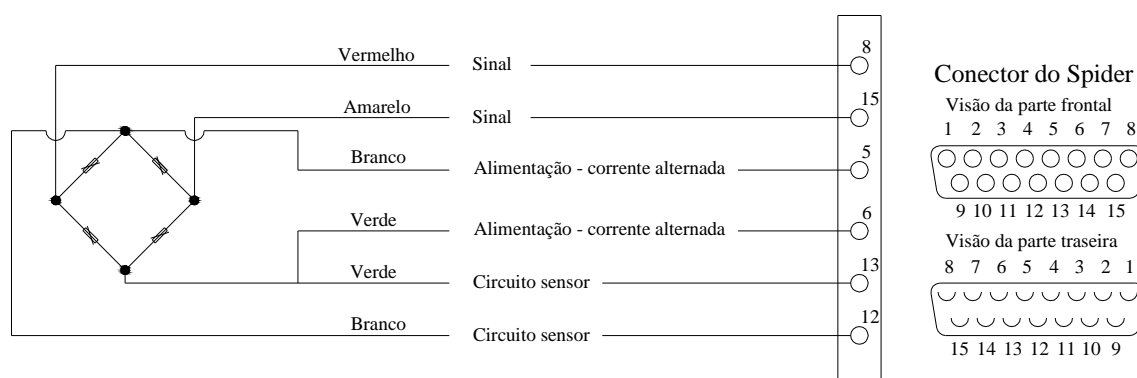 Vermelho Sinal 8
Amarelo Sinal 15
Branco Alimentação - corrente alternada 5
Verde Alimentação - corrente alternada 6
Verde Circuito sensor 13
Branco Circuito sensor 12
Conector do Spider
Visão da parte frontal
1 2 3 4 5 6 7 8
9 10 11 12 13 14 15
Visão da parte traseira
8 7 6 5 4 3 2 1
15 14 13 12 11 10 9